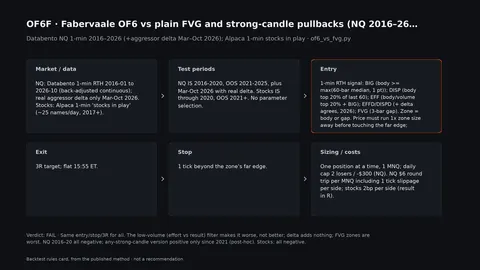 OF6F · Fabervaale OF6 vs plain FVG and strong-candle pullbacks (NQ 2016–26…
Databento NQ 1-min 2016–2026 (+aggressor delta Mar–Oct 2026); Alpaca 1-min stocks in play · of6_vs_fvg.py
Market / data
NQ: Databento 1-min RTH 2016-01 to
2026-10 (back-adjusted continuous);
real aggressor delta only Mar-Oct 2026.
Stocks: Alpaca 1-min 'stocks in play'
(~25 names/day, 2017+).
Test periods
NQ IS 2016-2020, OOS 2021-2025, plus
Mar-Oct 2026 with real delta. Stocks IS
through 2020, OOS 2021+. No parameter
selection.
Entry
1-min RTH signal: BIG (body >=
max(60-bar median, 1 pt)); DISP (body
top 20% of last 60); EFF (body/volume
top 20% + BIG); EFFD/DISPD (+ delta
agrees, 2026); FVG (3-bar gap). Zone =
body or gap. Price must run 1x zone size
away before touching the far edge;
Exit
3R target; flat 15:55 ET.
Stop
1 tick beyond the zone's far edge.
Sizing / costs
One position at a time, 1 MNQ; daily
cap 2 losers / -$300 (NQ). NQ $6 round
trip per MNQ including 1 tick slippage
per side; stocks 2bp per side (result
in R).
Verdict: FAIL · Same entry/stop/3R for all. The low-volume (effort vs result) filter makes it worse, not better; delta adds nothing, FVG zones are
worst. NQ 2016-20 all negative; any-strong-candle version positive only since 2021 (post-hoc). Stocks: all negative.
Backtest rules card, from the published method · not a recommendation.